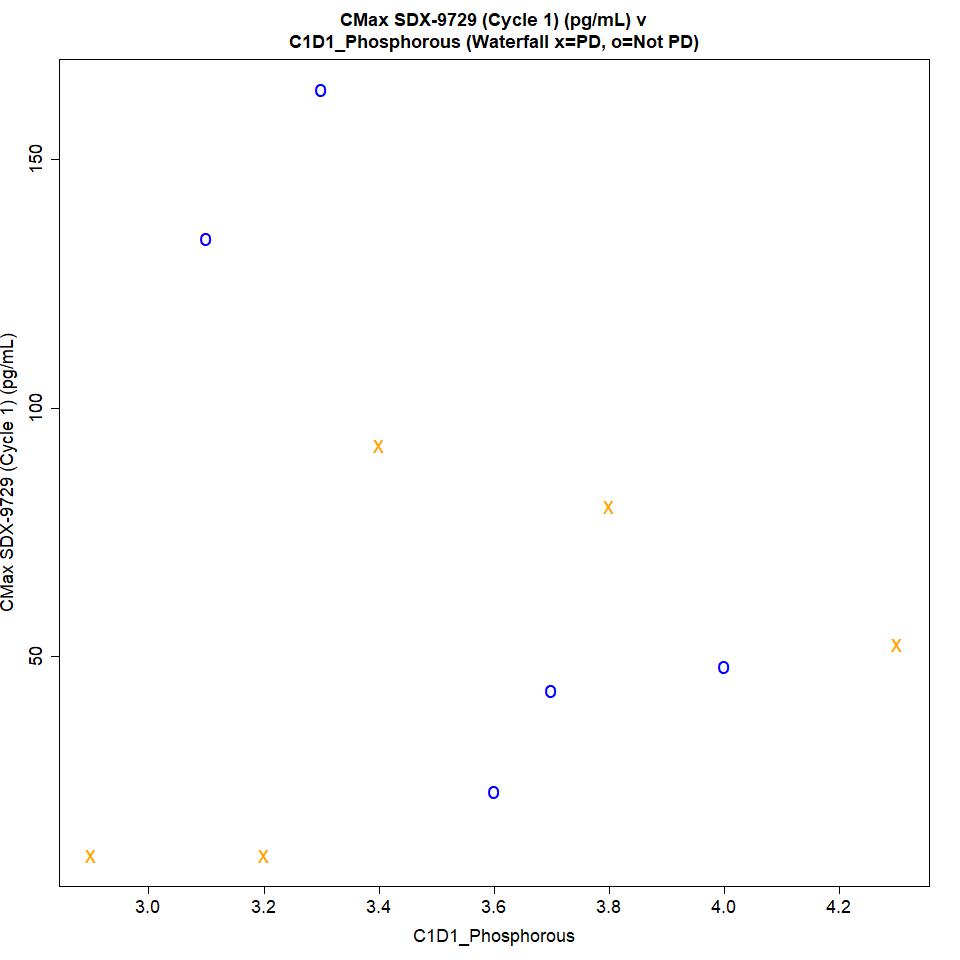 CMax SDX-9729 (Cycle 1) (pg/mL) v
C1D1_Phosphorous (Waterfall x=PD, o=Not PD)
CMax SDX-9729 (Cycle 1) (pg/mL)
150
100
50
o
o
x
x
x
o
o
o
x
x
3.0 3.2 3.4 3.6 3.8 4.0 4.2
C1D1_Phosphorous